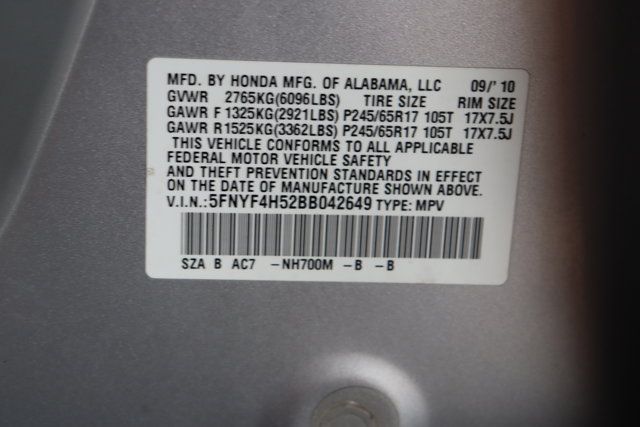 MFD. BY HONDA MFG. OF ALABAMA, LLC 09/'10
GVWR 2765KG(6096LBS) TIRE SIZE RIM SIZE
GAWR F 1325KG(2921LBS) P245/65R17 105T 17X7.5J
GAWR R1525KG(3362LBS) P245/65R17 105T 17X7.5J
THIS VEHICLE CONFORMS TO ALL APPLICABLE
FEDERAL MOTOR VEHICLE SAFETY
AND THEFT PREVENTION STANDARDS IN EFFECT
ON THE DATE OF MANUFACTURE SHOWN ABOVE.
V.I.N.:5FNYF4H52BB042649 TYPE: MPV
SZA B AC7 -NH700M -B -B